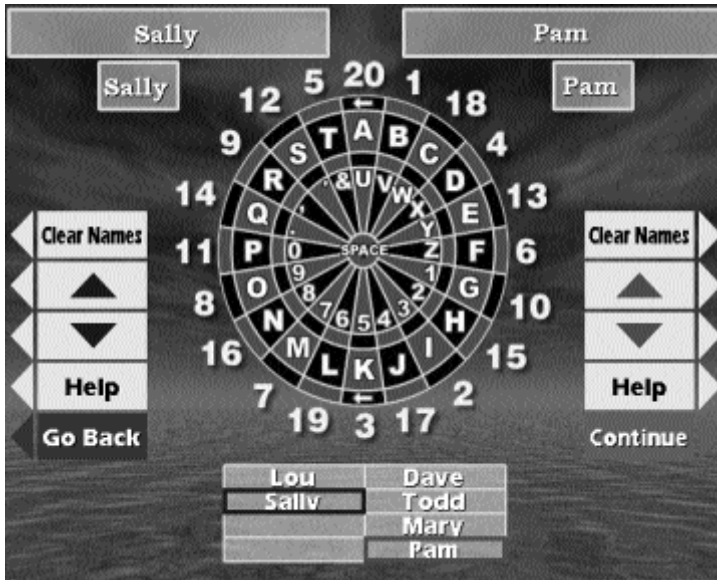 Sally
Pam
Sally
Pam
20
5 1
12 18
9 4
14 13
11 6
8 10
16 15
7 2
19 17
3
← A B C D E F G H I J K ← L M N O P Q R S T
U V W X Y Z 1 2 3 4 5 6 7 8 9 0 . , ' &
SPACE
Clear Names
Help
Go Back
Clear Names
Help
Continue
Lou Dave
Sally Todd
Mary
Pam